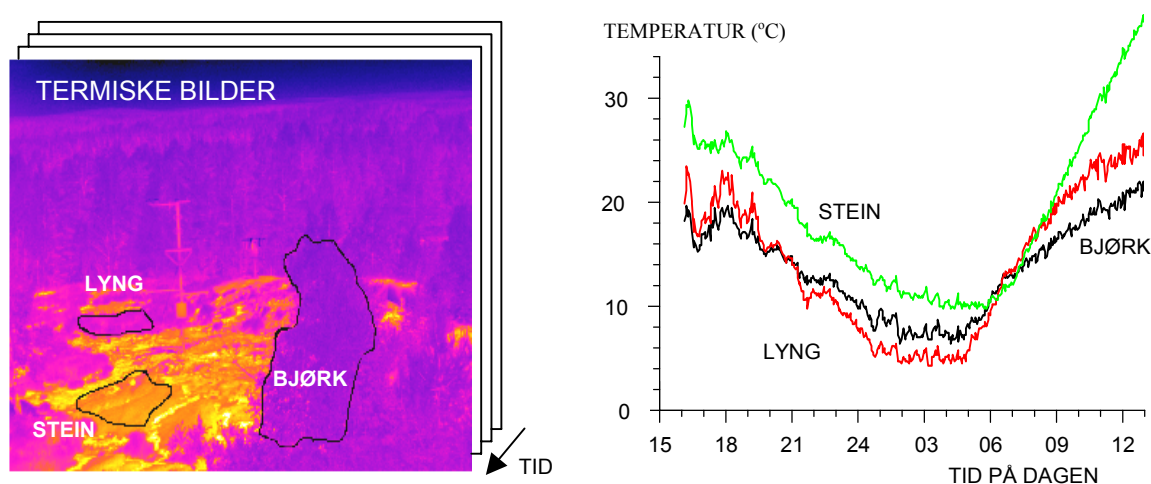 TERMISKE BILDER
LYNG
BJØRK
STEIN
TID
TEMPERATUR (°C)
30
20
10
0
STEIN
BJØRK
LYNG
15 18 21 24 03 06 09 12
TID PÅ DAGEN